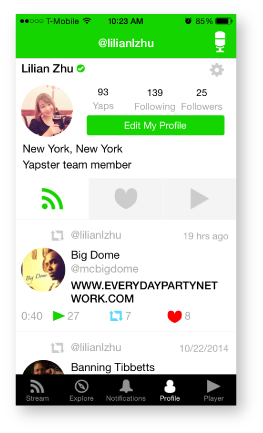 T-Mobile 10:23 AM 85%
@lilianlzhu
Lilian Zhu
93 139 25
Yaps Following Followers
Edit My Profile
New York, New York
Yapster team member
@lilianlzhu 19 hrs ago
Big Dome
@mcbigdome
WWW.EVERYDAYPARTYNET
WORK.COM
0:40 27 7 8
@lilianlzhu 10/22/2014
Banning Tibbetts
Stream Explore Notifications Profile Player